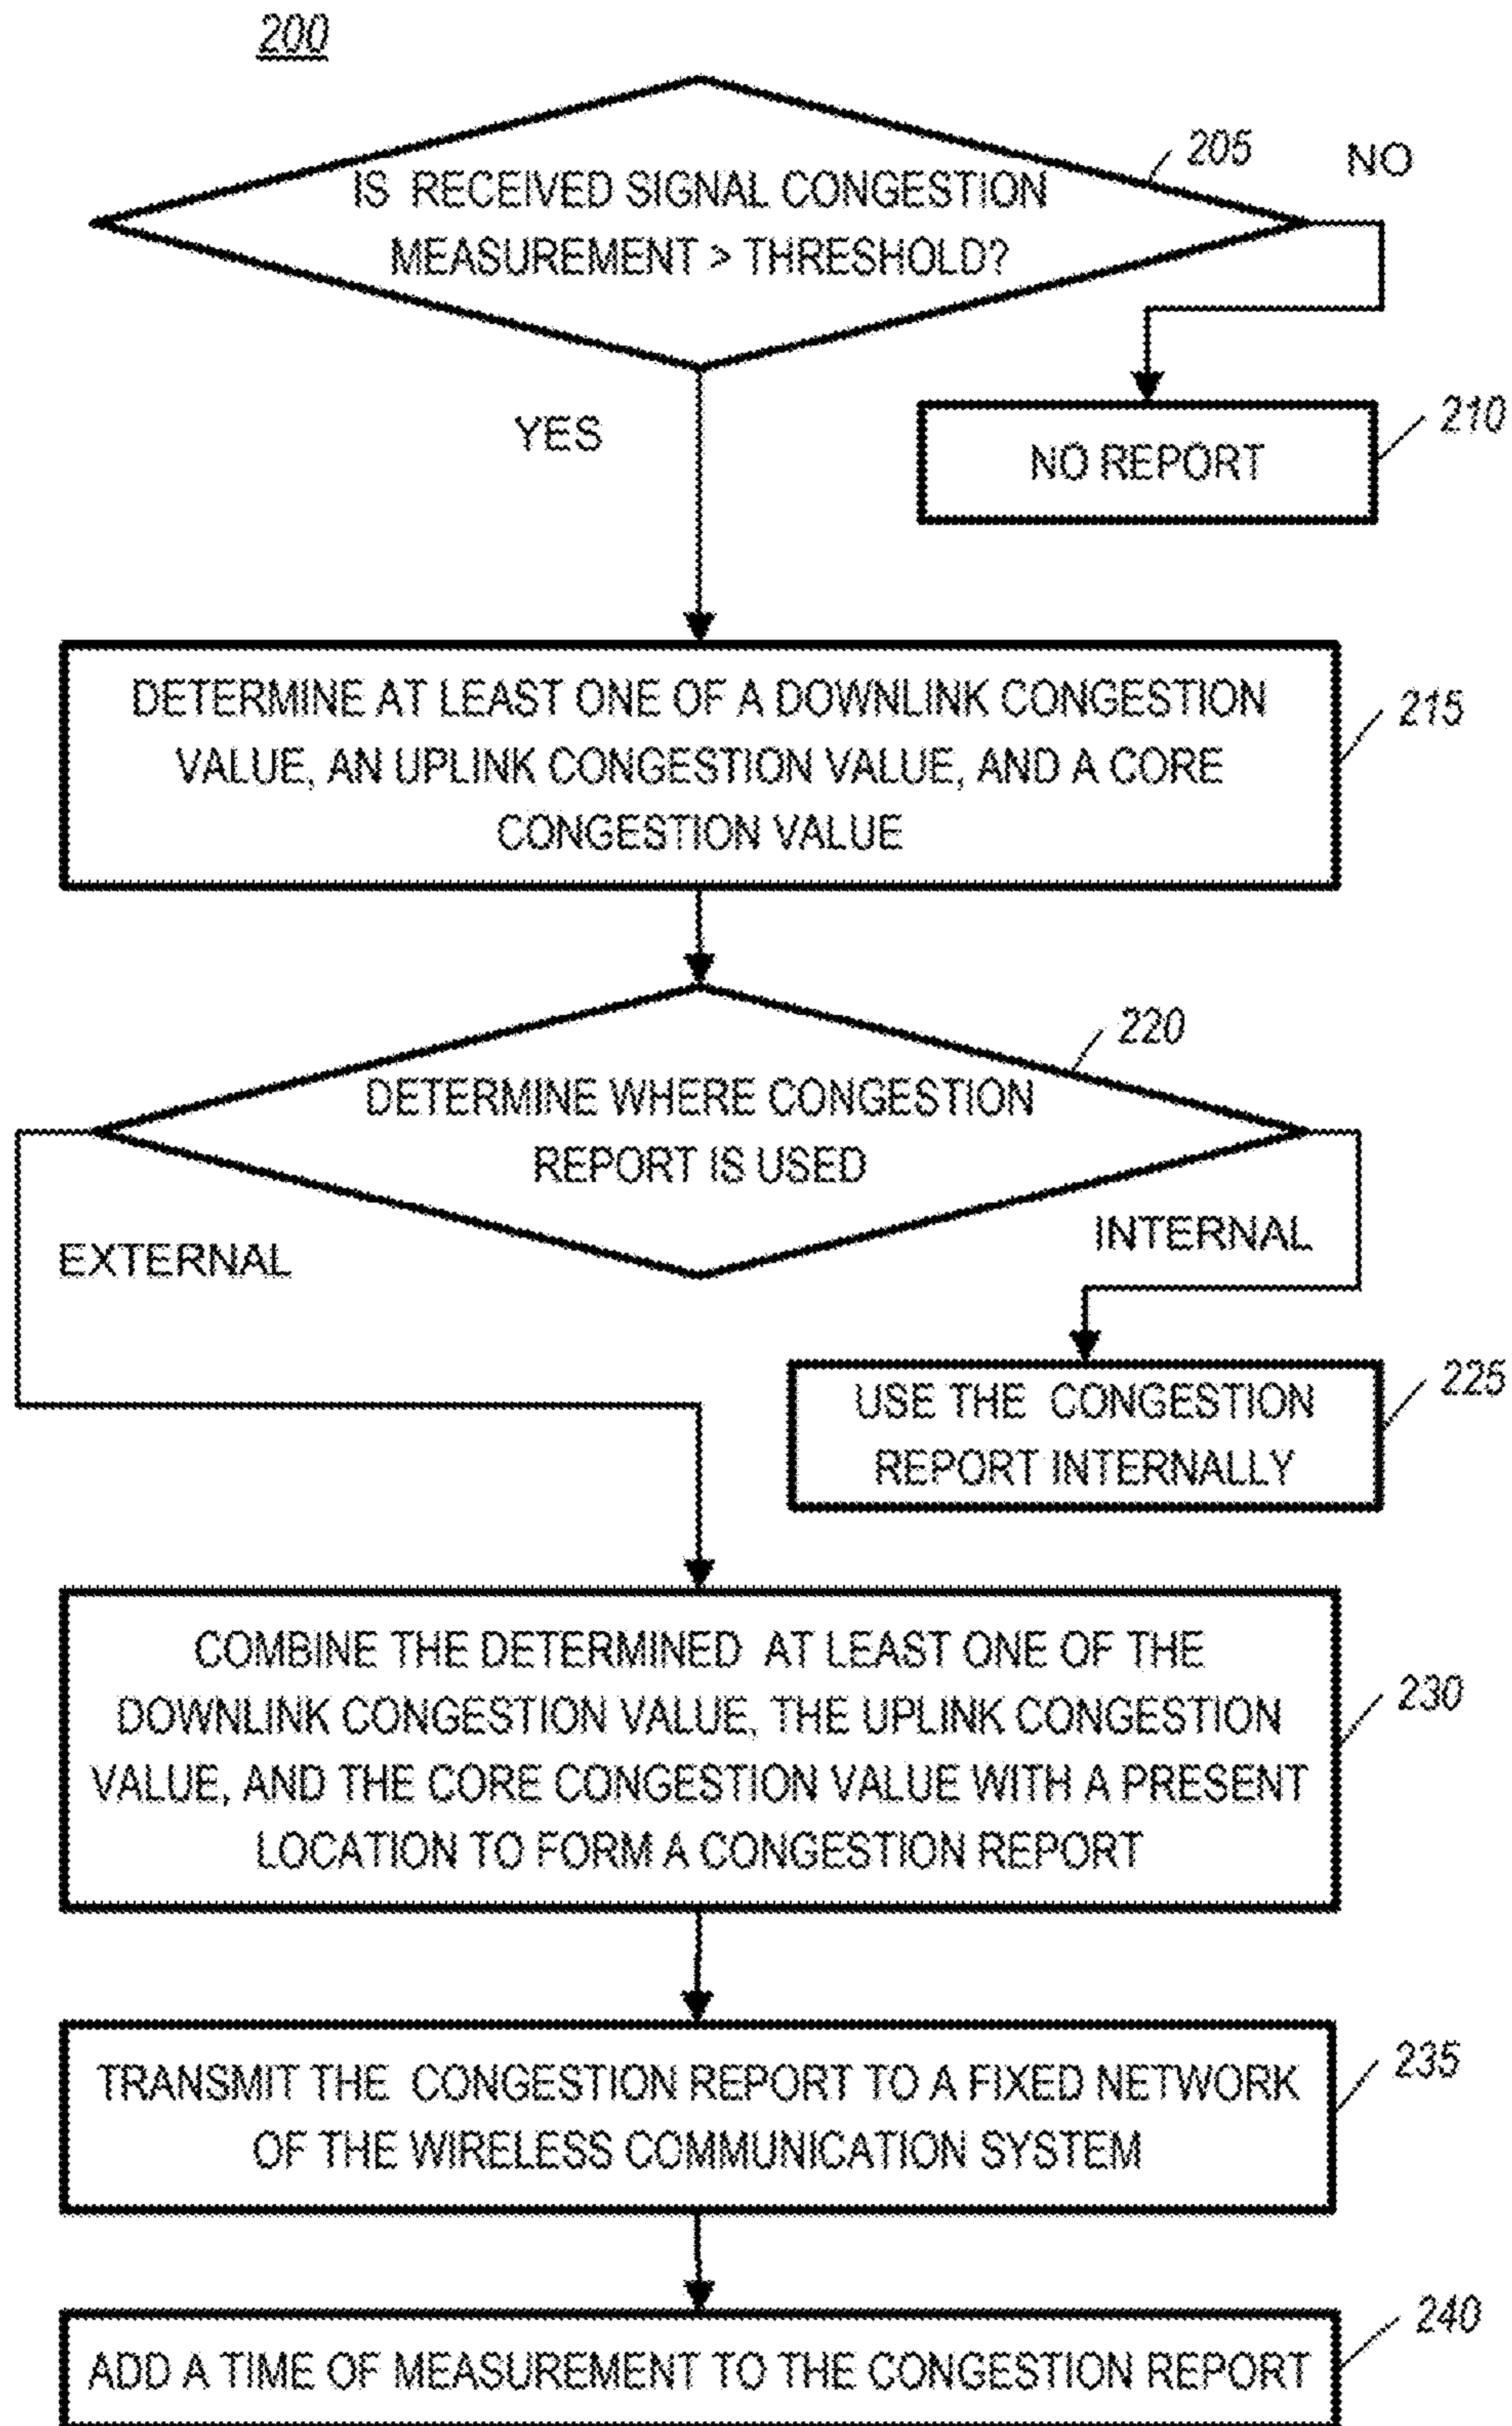 200
IS RECEIVED SIGNAL CONGESTION
MEASUREMENT > THRESHOLD?
205
NO
YES
NO REPORT
210
DETERMINE AT LEAST ONE OF A DOWNLINK CONGESTION
VALUE, AN UPLINK CONGESTION VALUE, AND A CORE
CONGESTION VALUE
215
DETERMINE WHERE CONGESTION
REPORT IS USED
220
EXTERNAL
INTERNAL
USE THE CONGESTION
REPORT INTERNALLY
225
COMBINE THE DETERMINED AT LEAST ONE OF THE
DOWNLINK CONGESTION VALUE, THE UPLINK CONGESTION
VALUE, AND THE CORE CONGESTION VALUE WITH A PRESENT
LOCATION TO FORM A CONGESTION REPORT
230
TRANSMIT THE CONGESTION REPORT TO A FIXED NETWORK
OF THE WIRELESS COMMUNICATION SYSTEM
235
ADD A TIME OF MEASUREMENT TO THE CONGESTION REPORT
240